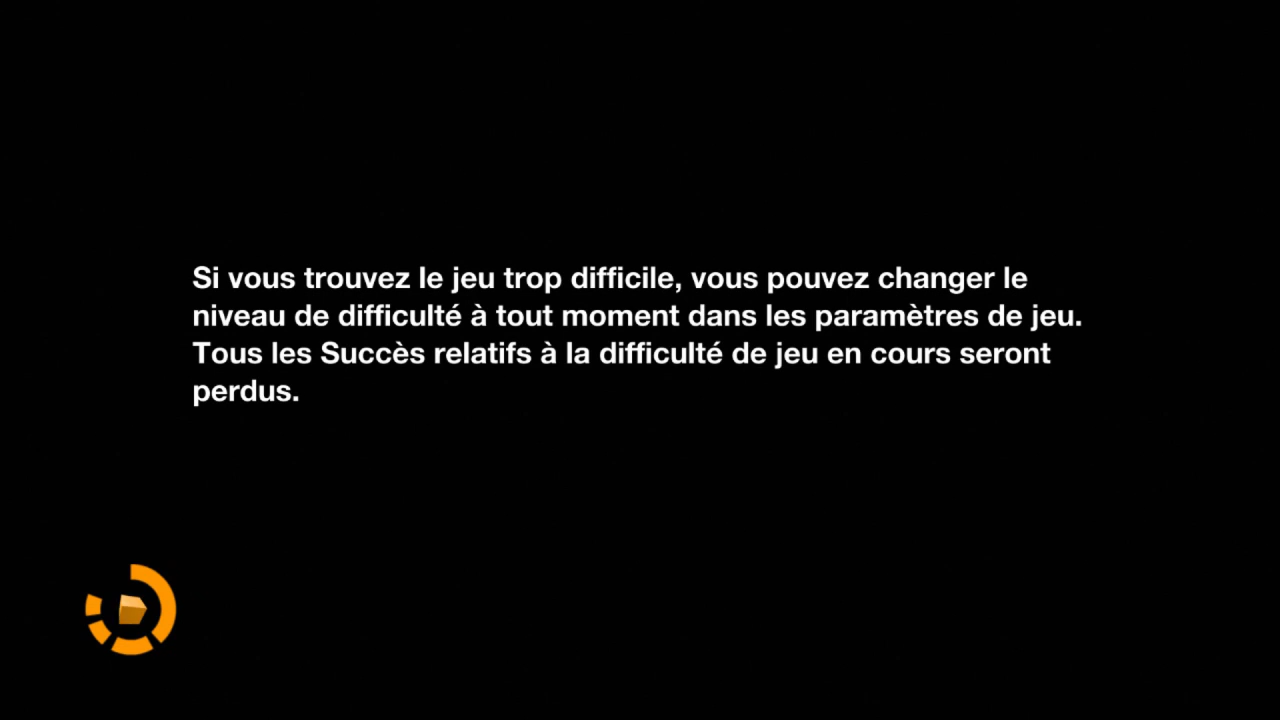 Si vous trouvez le jeu trop difficile, vous pouvez changer le
niveau de difficulté à tout moment dans les paramètres de jeu.
Tous les Succès relatifs à la difficulté de jeu en cours seront
perdus.